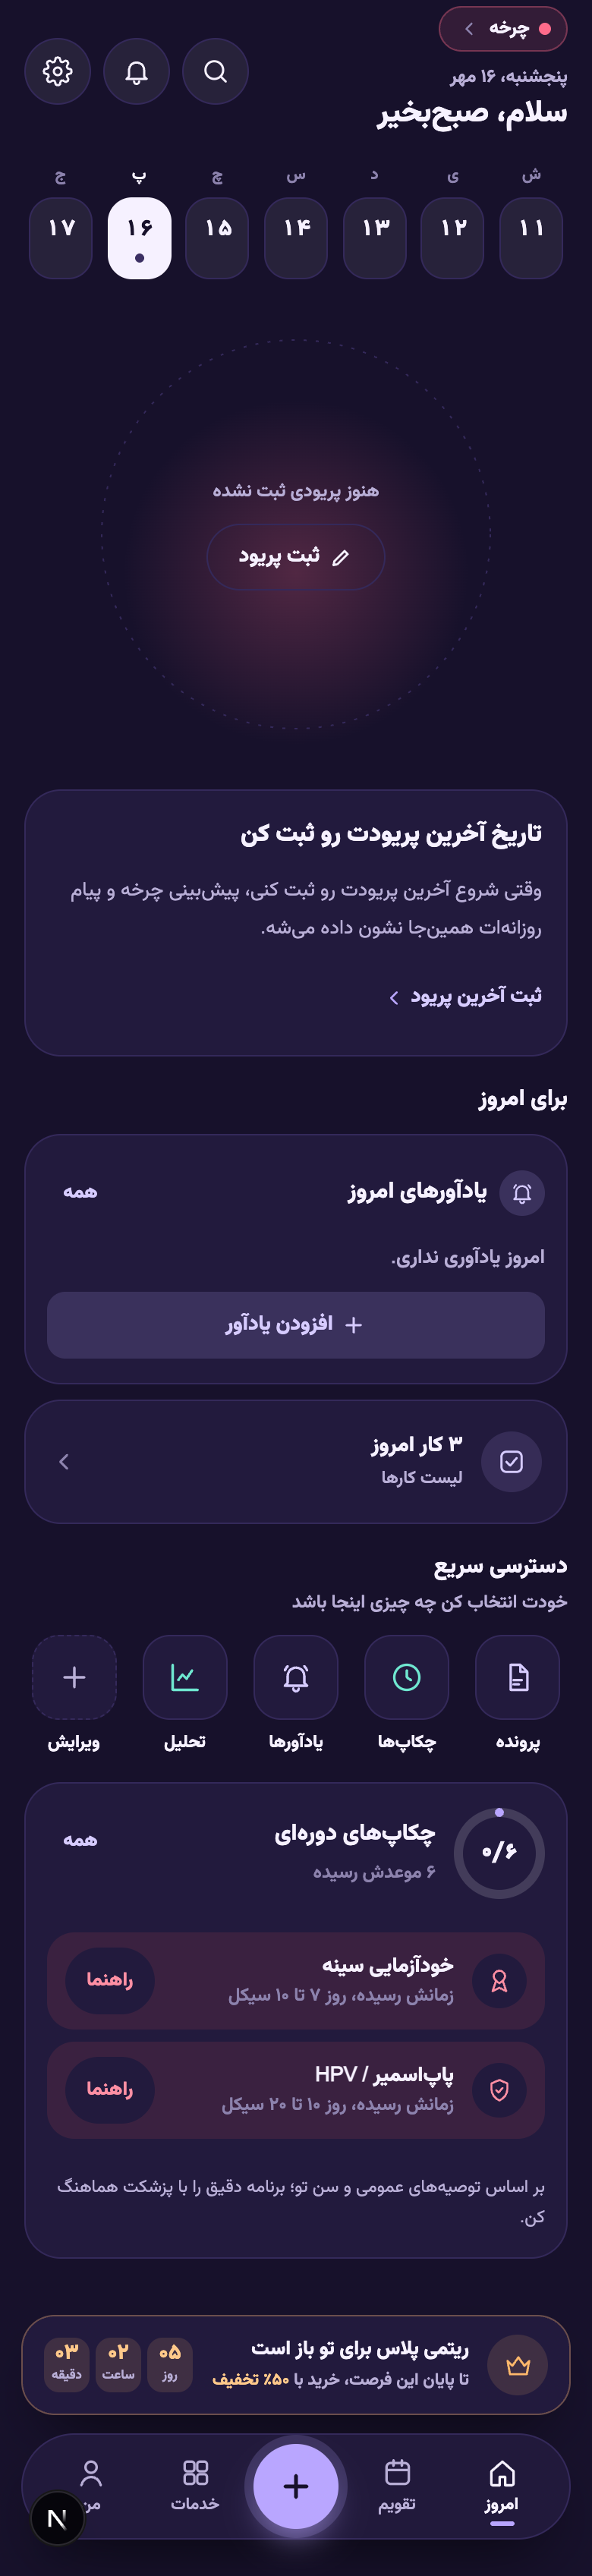 چرخه
پنجشنبه، ۱۶ مهر
سلام، صبح‌بخیر
ش ی د س چ پ ج
۱۱ ۱۲ ۱۳ ۱۴ ۱۵ ۱۶ ۱۷
هنوز پریودی ثبت نشده
ثبت پریود
تاریخ آخرین پریودت رو ثبت کن
وقتی شروع آخرین پریودت رو ثبت کنی، پیش‌بینی چرخه و پیام
روزانه‌ات همین‌جا نشون داده می‌شه.
ثبت آخرین پریود
برای امروز
یادآورهای امروز
همه
امروز یادآوری نداری.
افزودن یادآور
۳ کار امروز
لیست کارها
دسترسی سریع
خودت انتخاب کن چه چیزی اینجا باشد
پرونده چکاپ‌ها یادآورها تحلیل ویرایش
۰/۶
چکاپ‌های دوره‌ای
همه
۶ موعدش رسیده
خودآزمایی سینه
زمانش رسیده، روز ۷ تا ۱۰ سیکل
راهنما
پاپ‌اسمیر / HPV
زمانش رسیده، روز ۱۰ تا ۲۰ سیکل
راهنما
بر اساس توصیه‌های عمومی و سن تو؛ برنامه دقیق را با پزشکت هماهنگ
کن.
ریتمی پلاس برای تو باز است
تا پایان این فرصت، خرید با ۵۰٪ تخفیف
۰۵ ۰۲ ۰۳
روز ساعت دقیقه
امروز تقویم خدمات من
N